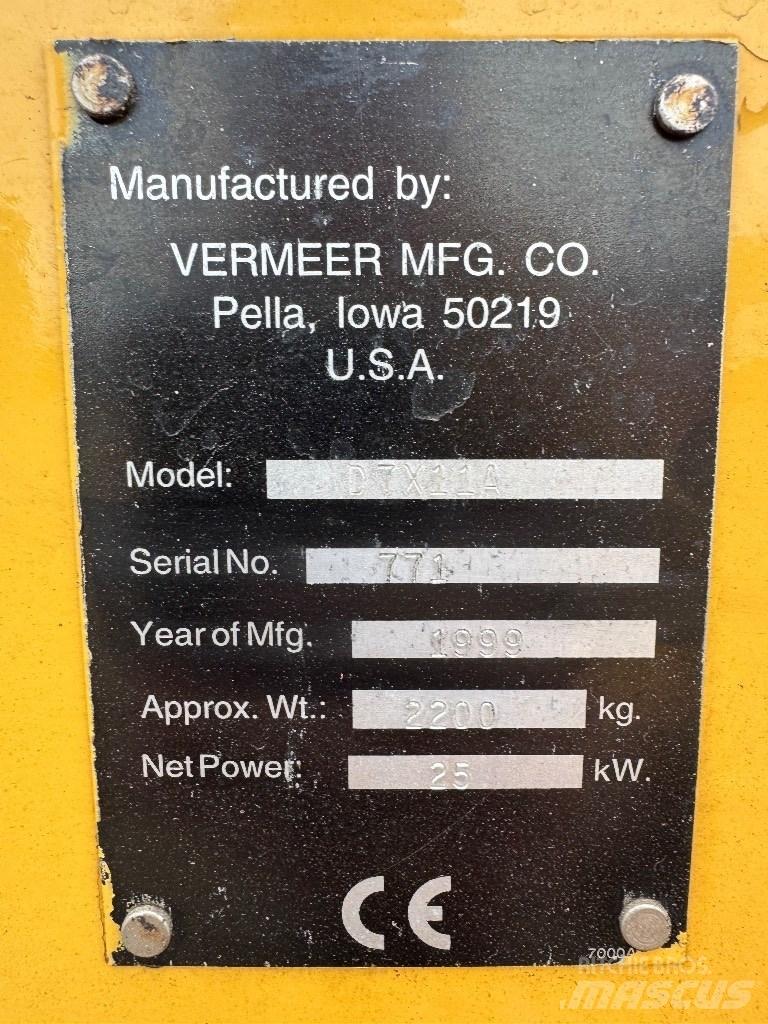 Manufactured by:
VERMEER MFG. CO.
Pella, Iowa 50219
U.S.A.
Model: D7X11A
Serial No. 771
Year of Mfg. 1999
Approx. Wt.: 2200 kg.
Net Power: 25 kW.
CE
7000A
RITCHIE BROS.
MASCUS